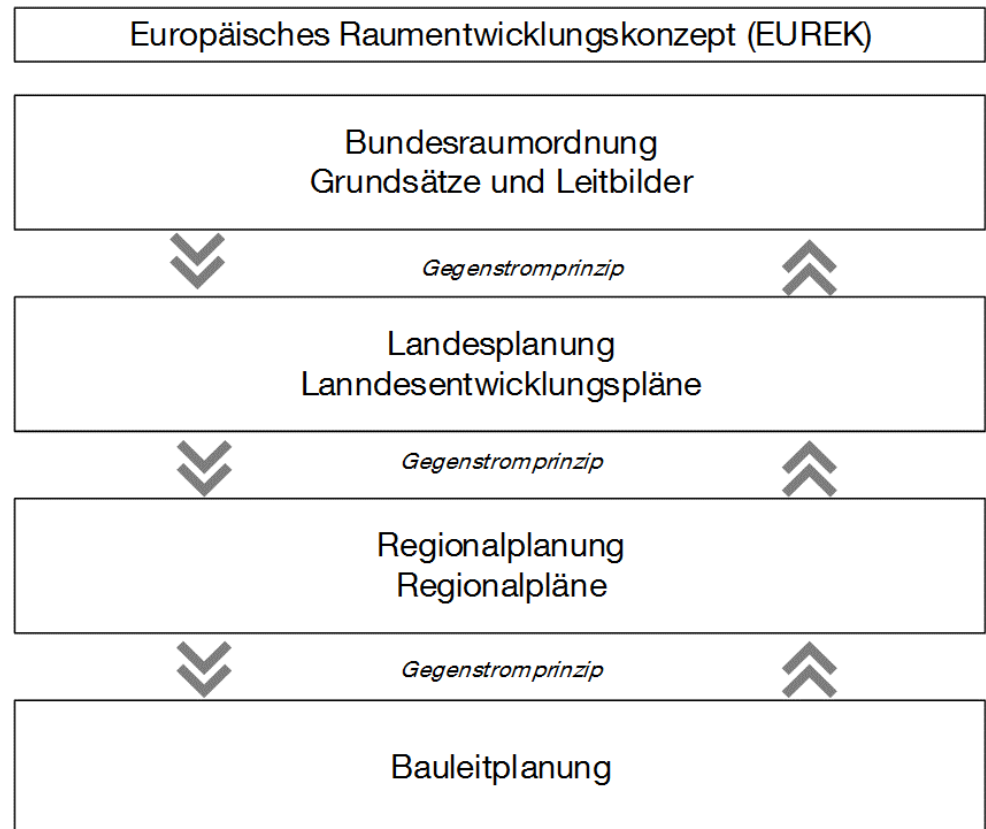 Europäisches Raumentwicklungskonzept (EUREK)
Bundesraumordnung
Grundsätze und Leitbilder
Gegenstromprinzip
Landesplanung
Lanndesentwicklungspläne
Gegenstromprinzip
Regionalplanung
Regionalpläne
Gegenstromprinzip
Bauleitplanung